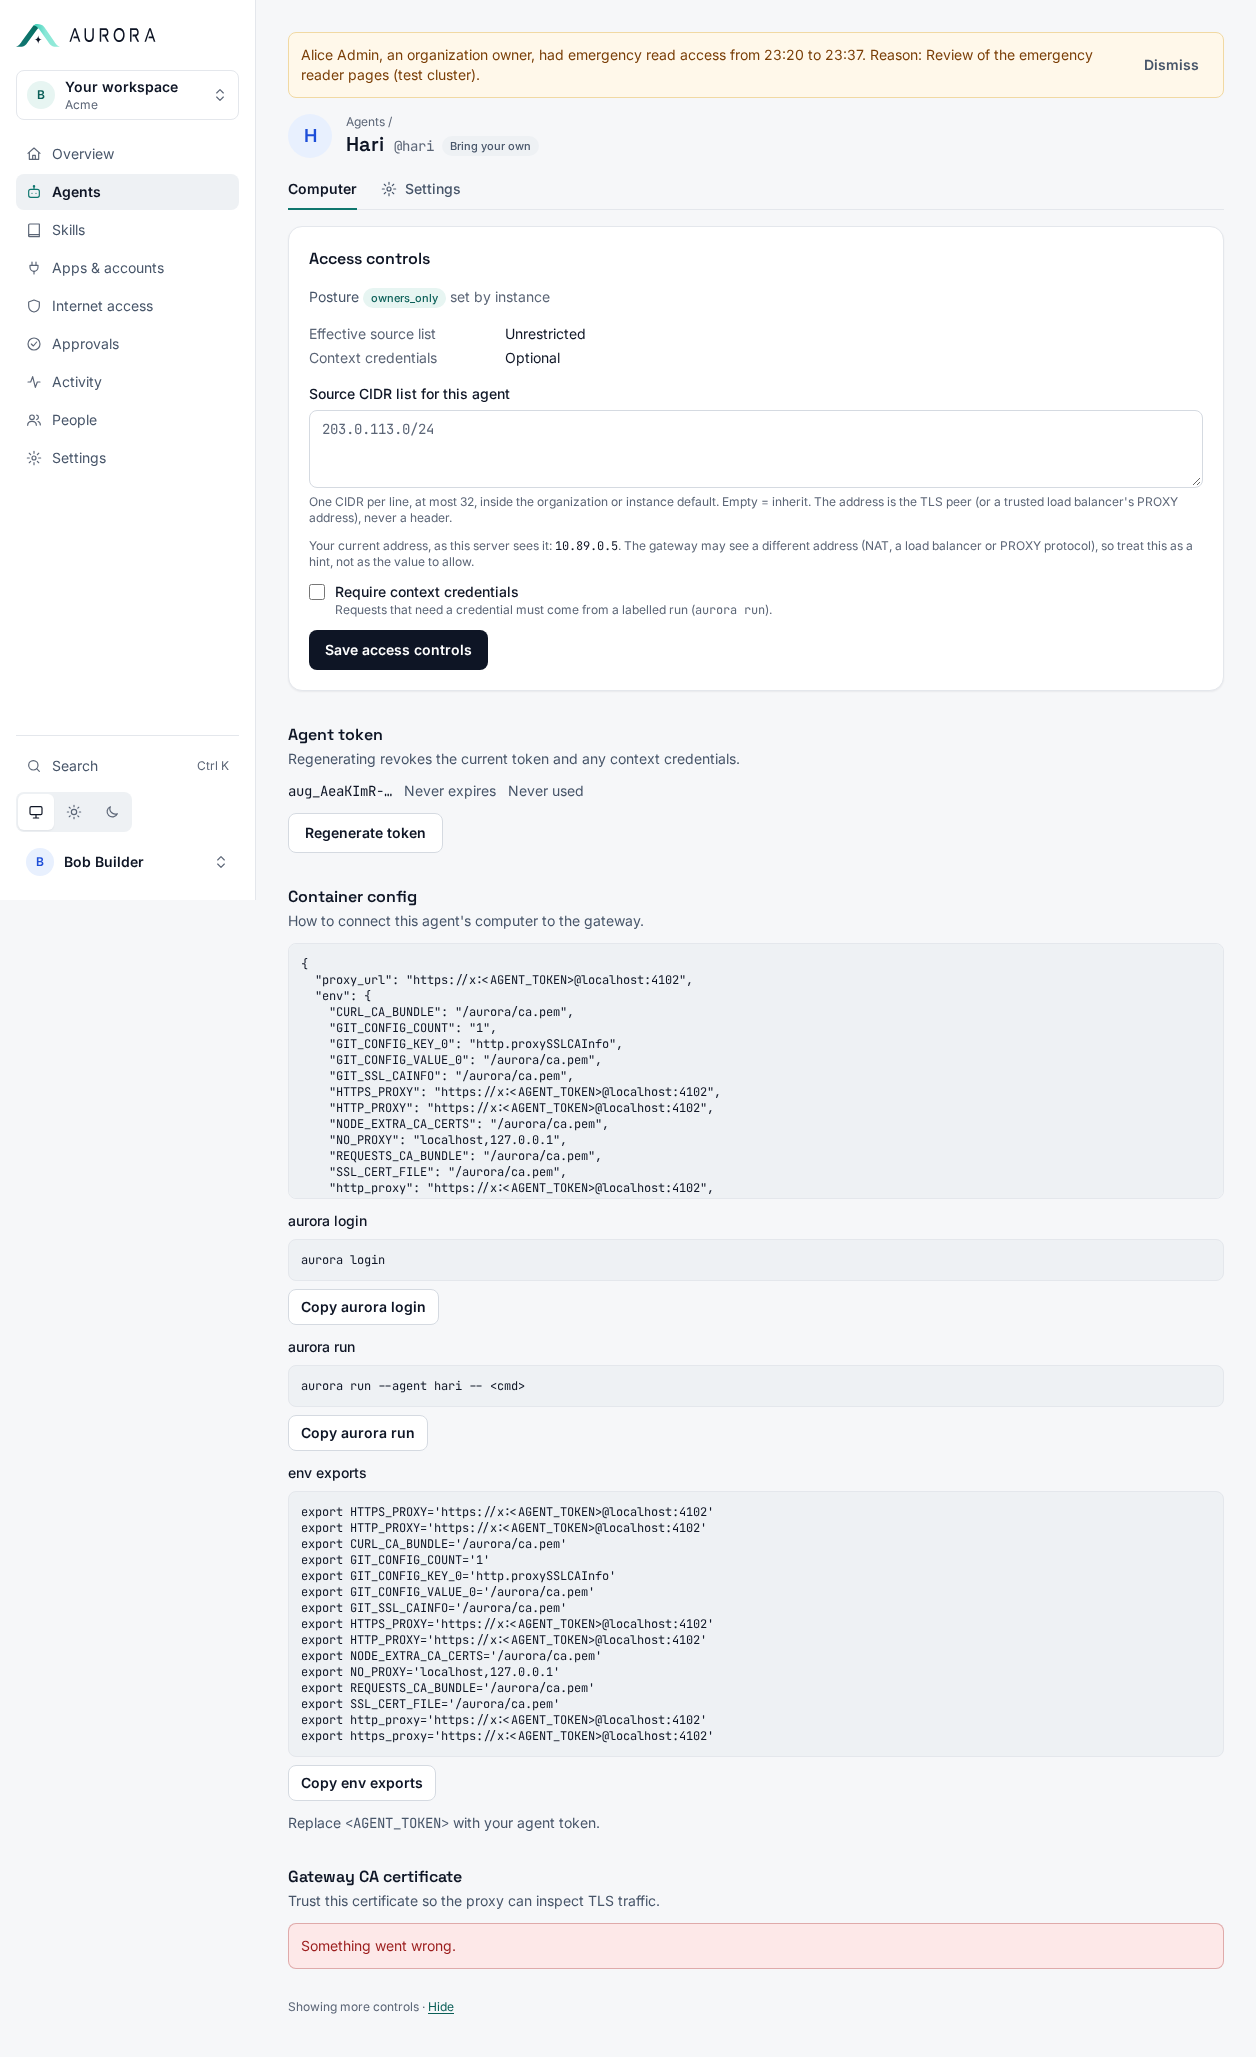 AURORA
B
Your workspace
Acme
Overview
Agents
Skills
Apps & accounts
Internet access
Approvals
Activity
People
Settings
Search
Ctrl K
B
Bob Builder
Alice Admin, an organization owner, had emergency read access from 23:20 to 23:37. Reason: Review of the emergency
reader pages (test cluster).
Dismiss
H
Agents /
Hari @hari Bring your own
Computer
Settings
Access controls
Posture owners_only set by instance
Effective source list Unrestricted
Context credentials Optional
Source CIDR list for this agent
203.0.113.0/24
One CIDR per line, at most 32, inside the organization or instance default. Empty = inherit. The address is the TLS peer (or a trusted load balancer's PROXY
address), never a header.
Your current address, as this server sees it: 10.89.0.5. The gateway may see a different address (NAT, a load balancer or PROXY protocol), so treat this as a
hint, not as the value to allow.
Require context credentials
Requests that need a credential must come from a labelled run (aurora run).
Save access controls
Agent token
Regenerating revokes the current token and any context credentials.
aug_AeaKImR-… Never expires Never used
Regenerate token
Container config
How to connect this agent's computer to the gateway.
{
"proxy_url": "https://x:<AGENT_TOKEN>@localhost:4102",
"env": {
"CURL_CA_BUNDLE": "/aurora/ca.pem",
"GIT_CONFIG_COUNT": "1",
"GIT_CONFIG_KEY_0": "http.proxySSLCAInfo",
"GIT_CONFIG_VALUE_0": "/aurora/ca.pem",
"GIT_SSL_CAINFO": "/aurora/ca.pem",
"HTTPS_PROXY": "https://x:<AGENT_TOKEN>@localhost:4102",
"HTTP_PROXY": "https://x:<AGENT_TOKEN>@localhost:4102",
"NODE_EXTRA_CA_CERTS": "/aurora/ca.pem",
"NO_PROXY": "localhost,127.0.0.1",
"REQUESTS_CA_BUNDLE": "/aurora/ca.pem",
"SSL_CERT_FILE": "/aurora/ca.pem",
"http_proxy": "https://x:<AGENT_TOKEN>@localhost:4102",
aurora login
aurora login
Copy aurora login
aurora run
aurora run --agent hari -- <cmd>
Copy aurora run
env exports
export HTTPS_PROXY='https://x:<AGENT_TOKEN>@localhost:4102'
export HTTP_PROXY='https://x:<AGENT_TOKEN>@localhost:4102'
export CURL_CA_BUNDLE='/aurora/ca.pem'
export GIT_CONFIG_COUNT='1'
export GIT_CONFIG_KEY_0='http.proxySSLCAInfo'
export GIT_CONFIG_VALUE_0='/aurora/ca.pem'
export GIT_SSL_CAINFO='/aurora/ca.pem'
export HTTPS_PROXY='https://x:<AGENT_TOKEN>@localhost:4102'
export HTTP_PROXY='https://x:<AGENT_TOKEN>@localhost:4102'
export NODE_EXTRA_CA_CERTS='/aurora/ca.pem'
export NO_PROXY='localhost,127.0.0.1'
export REQUESTS_CA_BUNDLE='/aurora/ca.pem'
export SSL_CERT_FILE='/aurora/ca.pem'
export http_proxy='https://x:<AGENT_TOKEN>@localhost:4102'
export https_proxy='https://x:<AGENT_TOKEN>@localhost:4102'
Copy env exports
Replace <AGENT_TOKEN> with your agent token.
Gateway CA certificate
Trust this certificate so the proxy can inspect TLS traffic.
Something went wrong.
Showing more controls · Hide